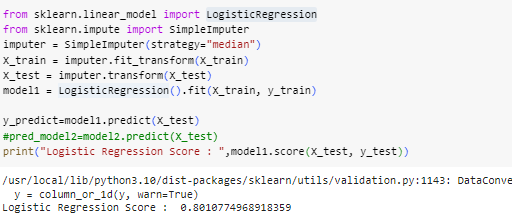 from sklearn.linear_model import LogisticRegression
from sklearn.impute import SimpleImputer
imputer = SimpleImputer(strategy="median")
X_train = imputer.fit_transform(X_train)
X_test = imputer.transform(X_test)
model1 = LogisticRegression().fit(X_train, y_train)
y_predict=model1.predict(X_test)
#pred_model2=model2.predict(X_test)
print("Logistic Regression Score : ",model1.score(X_test, y_test))
/usr/local/lib/python3.10/dist-packages/sklearn/utils/validation.py:1143: DataConve
y = column_or_1d(y, warn=True)
Logistic Regression Score :  0.8010774968918359